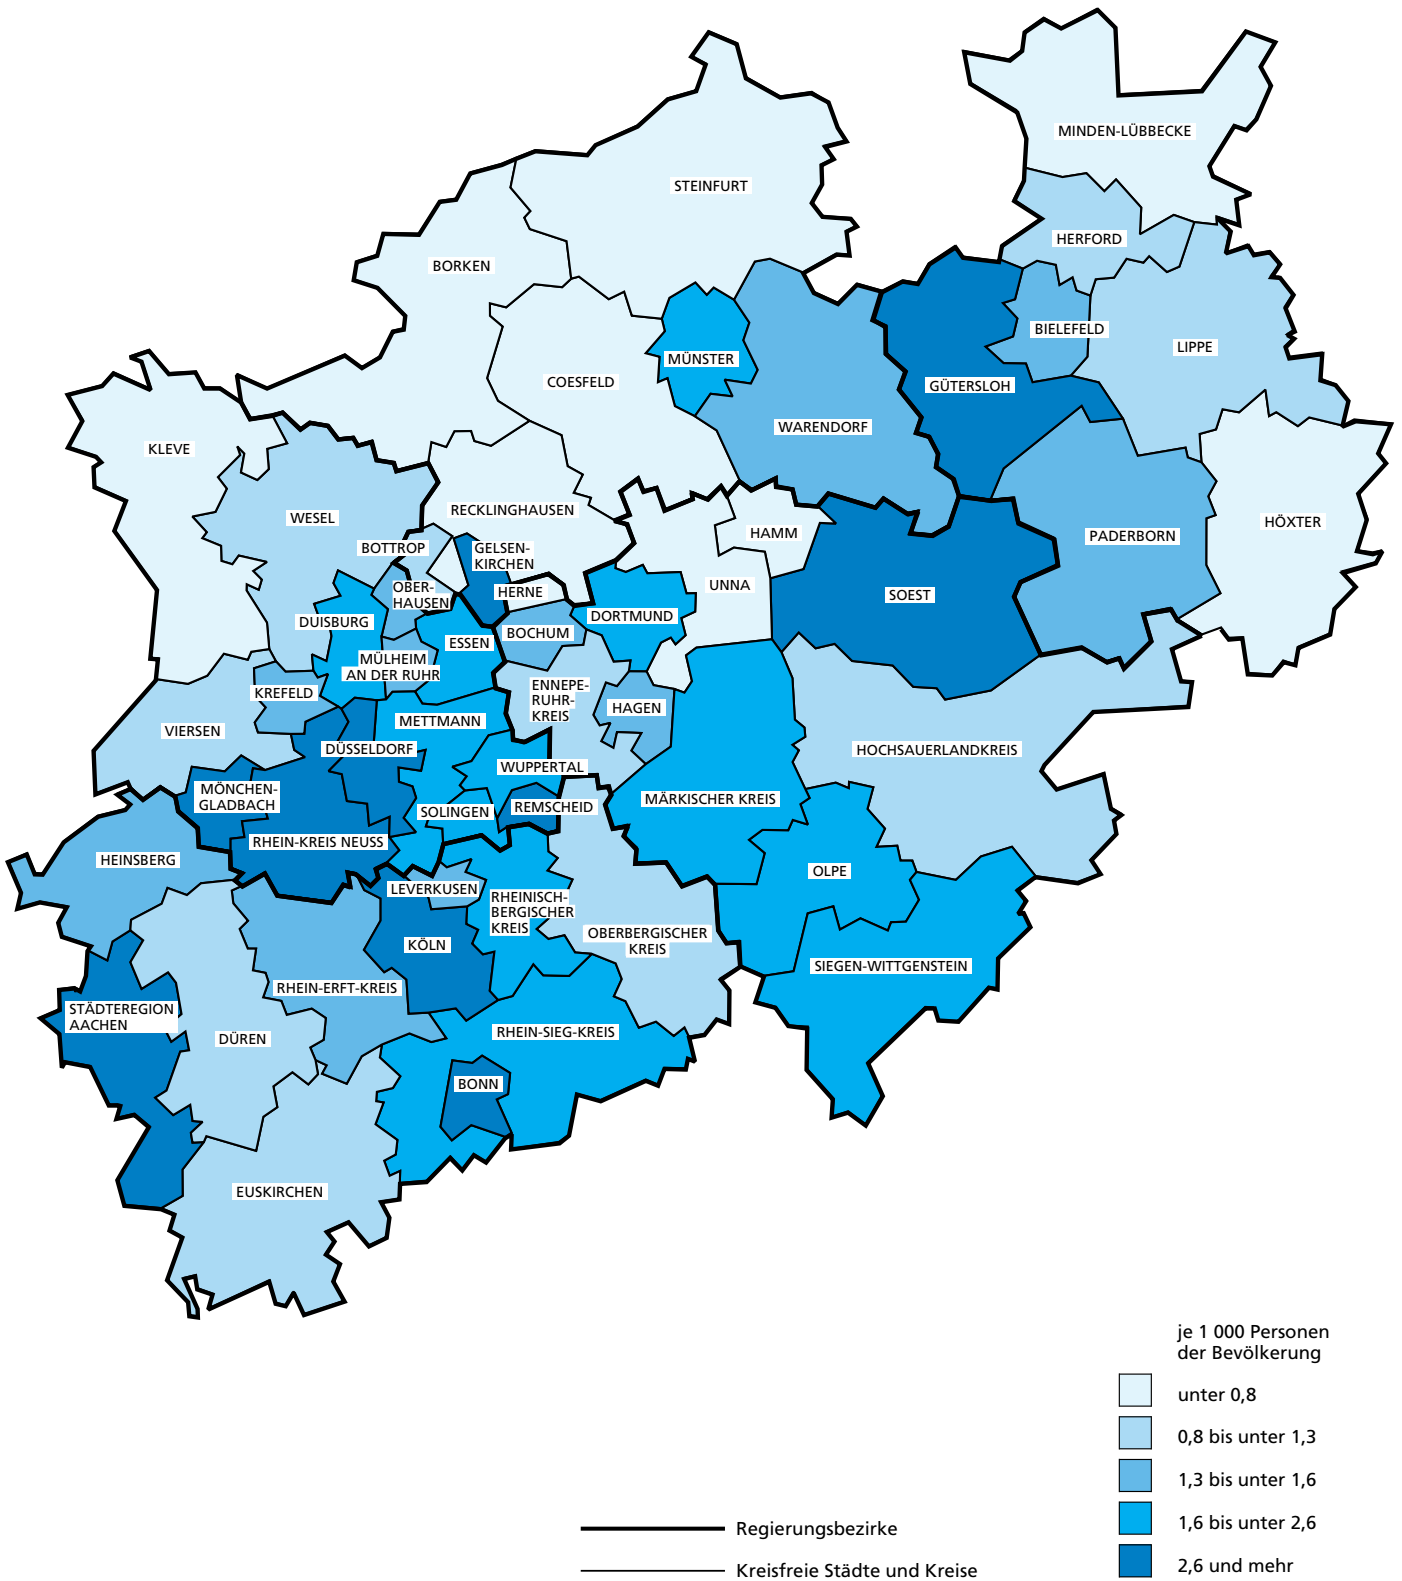 MINDEN-LÜBBECKE
STEINFURT
HERFORD
BORKEN
BIELEFELD
LIPPE
MÜNSTER
COESFELD
GÜTERSLOH
WARENDORF
KLEVE
RECKLINGHAUSEN
WESEL
HÖXTER
HAMM
PADERBORN
BOTTROP
GELSEN-
KIRCHEN
UNNA
OBER-
HAUSEN
HERNE
SOEST
DUISBURG
DORTMUND
BOCHUM
ESSEN
MÜLHEIM
AN DER RUHR
KREFELD
ENNEPE-
RUHR-
KREIS
HAGEN
METTMANN
VIERSEN
DÜSSELDORF
HOCHSAUERLANDKREIS
WUPPERTAL
MÖNCHEN-
GLADBACH
MÄRKISCHER KREIS
REMSCHEID
SOLINGEN
RHEIN-KREIS NEUSS
HEINSBERG
OLPE
LEVERKUSEN
RHEINISCH-
BERGISCHER
KREIS
OBERBERGISCHER
KREIS
KÖLN
SIEGEN-WITTGENSTEIN
RHEIN-ERFT-KREIS
STÄDTEREGION
AACHEN
RHEIN-SIEG-KREIS
DÜREN
BONN
EUSKIRCHEN
je 1 000 Personen
der Bevölkerung
unter 0,8
0,8 bis unter 1,3
1,3 bis unter 1,6
1,6 bis unter 2,6
2,6 und mehr
Regierungsbezirke
Kreisfreie Städte und Kreise